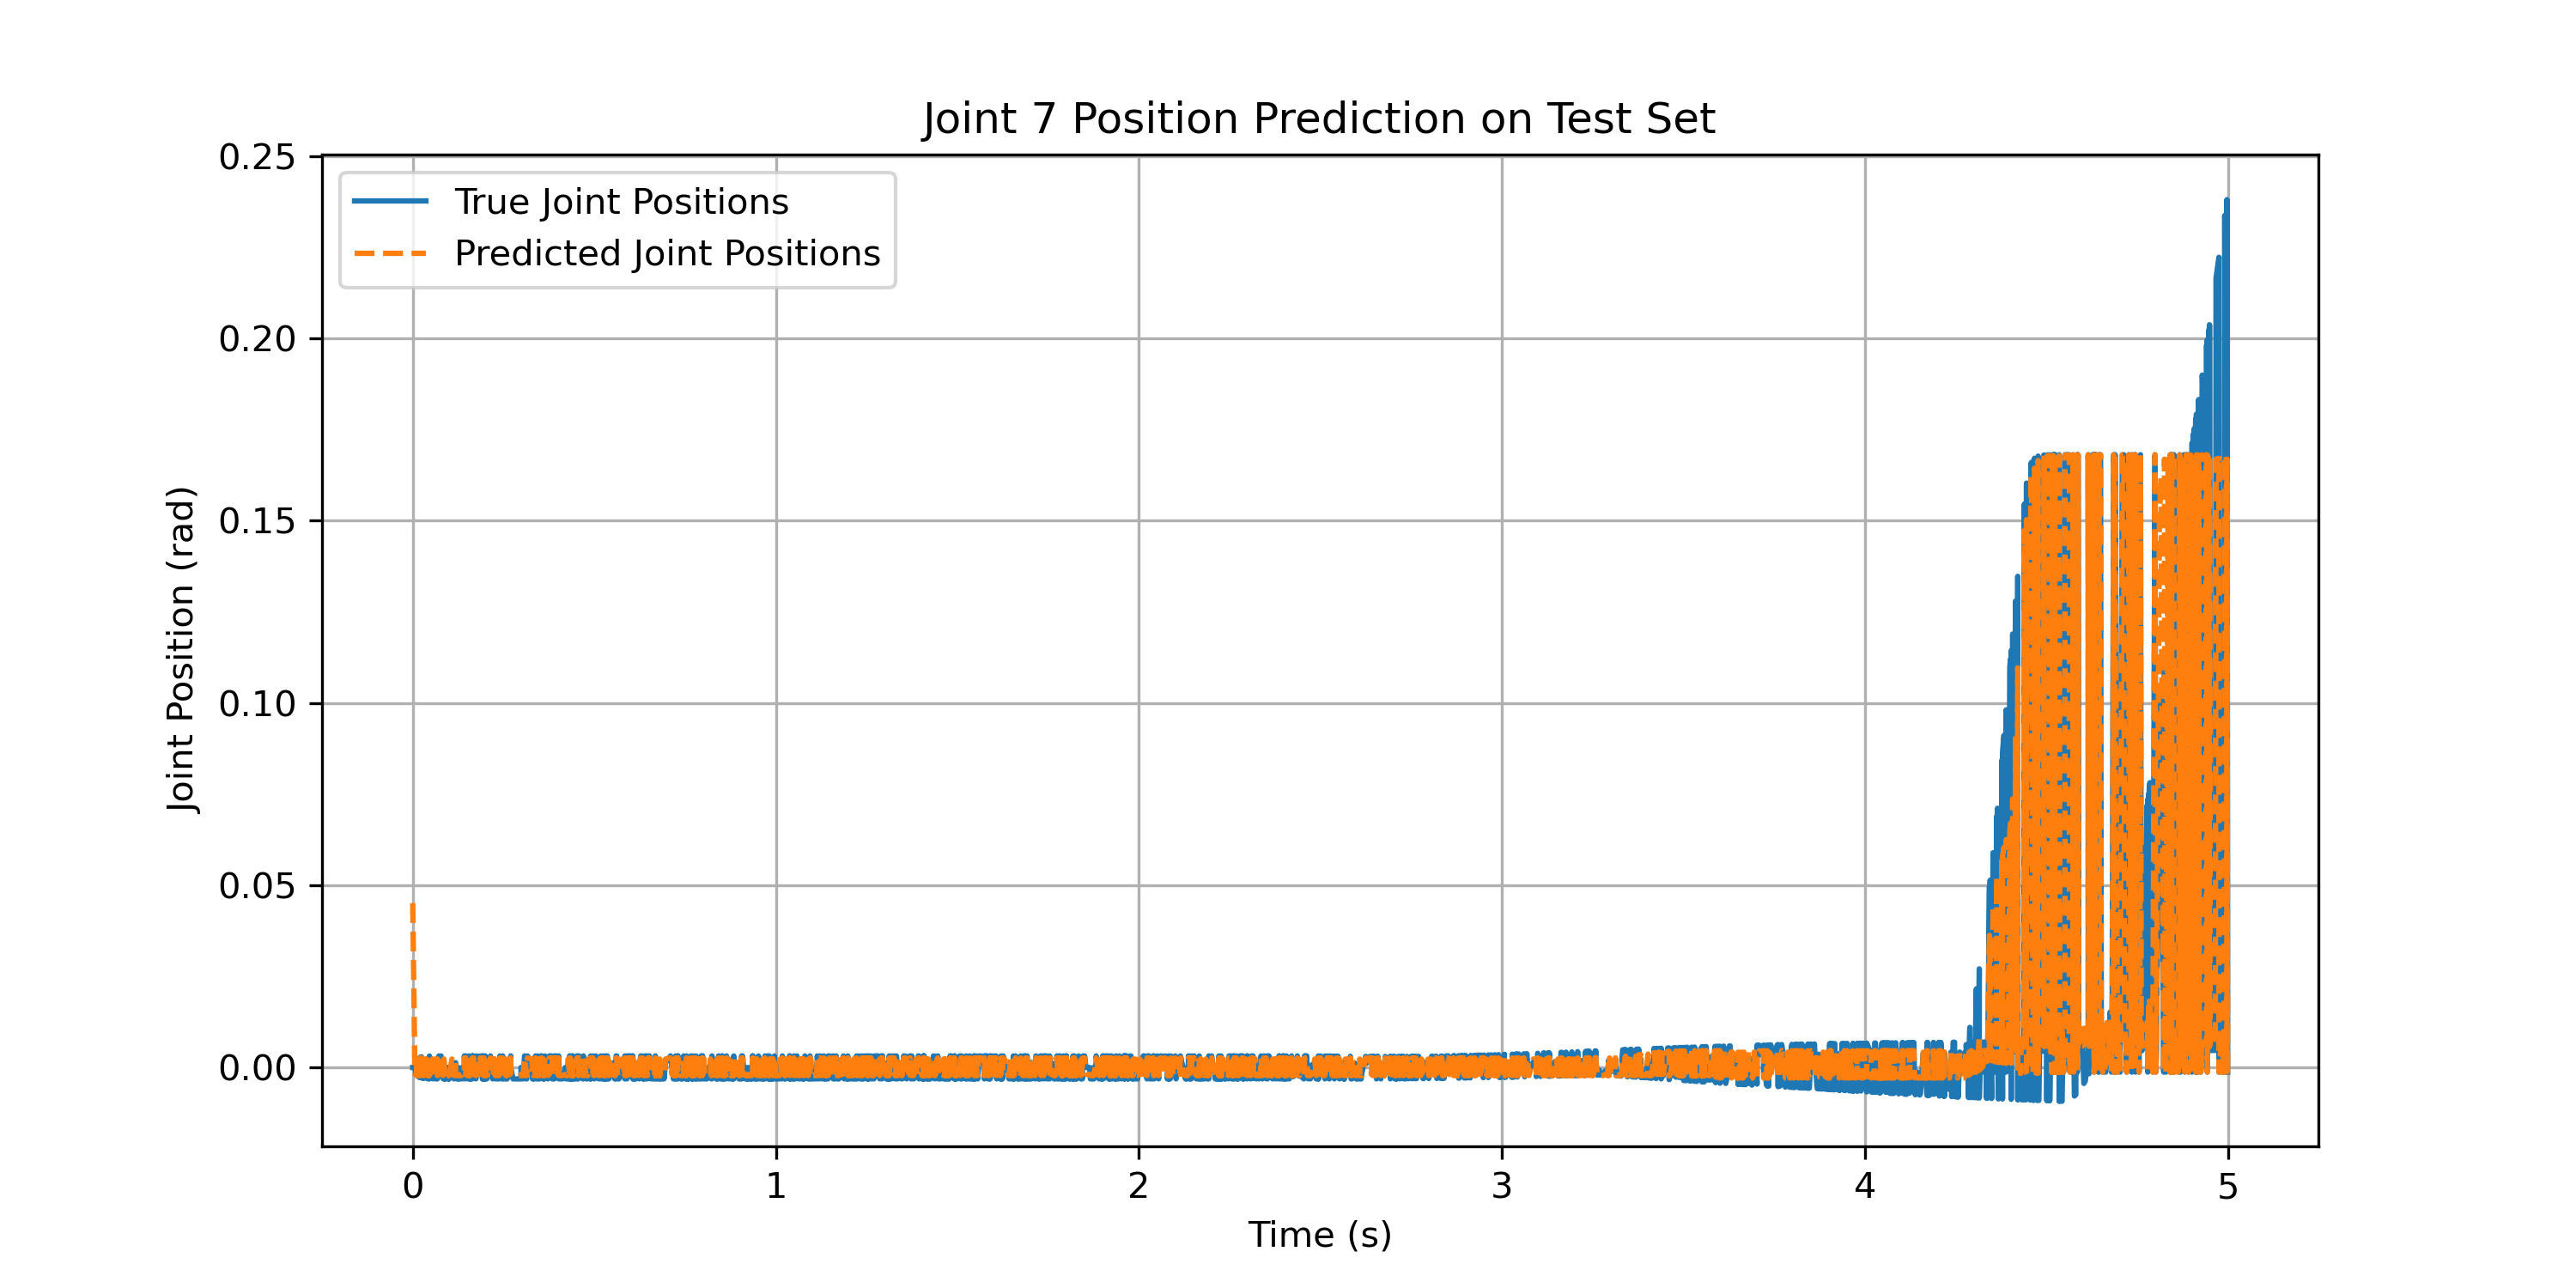 Joint 7 Position Prediction on Test Set
True Joint Positions
Predicted Joint Positions
Joint Position (rad)
0.25
0.20
0.15
0.10
0.05
0.00
0 1 2 3 4 5
Time (s)